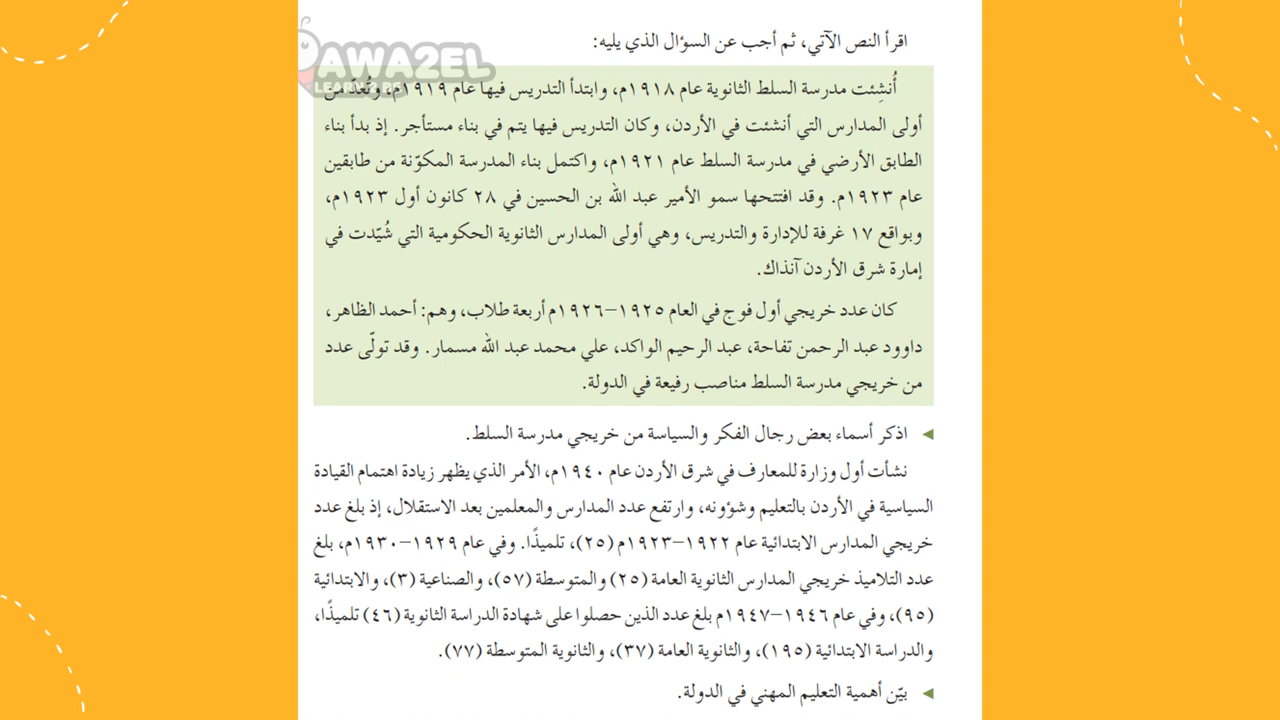 اقرأ النص الآتي، ثم أجب عن السؤال الذي يليه:
AWA2EL
LEARN 2 BE
أُنشِئت مدرسة السلط الثانوية عام ١٩١٨م، وابتدأ التدريس فيها عام ١٩١٩م، وتُعدّ من
أولى المدارس التي أنشئت في الأردن، وكان التدريس فيها يتم في بناء مستأجر. إذ بدأ بناء
الطابق الأرضي في مدرسة السلط عام ١٩٢١م، واكتمل بناء المدرسة المكوّنة من طابقين
عام ١٩٢٣م. وقد افتتحها سمو الأمير عبد الله بن الحسين في ٢٨ كانون أول ١٩٢٣م،
وبواقع ١٧ غرفة للإدارة والتدريس، وهي أولى المدارس الثانوية الحكومية التي شُيّدت في
إمارة شرق الأردن آنذاك.
كان عدد خريجي أول فوج في العام ١٩٢٥–١٩٢٦م أربعة طلاب، وهم: أحمد الظاهر،
داوود عبد الرحمن تفاحة، عبد الرحيم الواكد، علي محمد عبد الله مسمار. وقد تولّى عدد
من خريجي مدرسة السلط مناصب رفيعة في الدولة.
◄ اذكر أسماء بعض رجال الفكر والسياسة من خريجي مدرسة السلط.
نشأت أول وزارة للمعارف في شرق الأردن عام ١٩٤٠م، الأمر الذي يظهر زيادة اهتمام القيادة
السياسية في الأردن بالتعليم وشؤونه، وارتفع عدد المدارس والمعلمين بعد الاستقلال، إذ بلغ عدد
خريجي المدارس الابتدائية عام ١٩٢٢–١٩٢٣م (٢٥)، تلميذًا. وفي عام ١٩٢٩–١٩٣٠م، بلغ
عدد التلاميذ خريجي المدارس الثانوية العامة (٢٥) والمتوسطة (٥٧)، والصناعية (٣)، والابتدائية
(٩٥)، وفي عام ١٩٤٦–١٩٤٧م بلغ عدد الذين حصلوا على شهادة الدراسة الثانوية (٤٦) تلميذًا،
والدراسة الابتدائية (١٩٥)، والثانوية العامة (٣٧)، والثانوية المتوسطة (٧٧).
◄ بيّن أهمية التعليم المهني في الدولة.